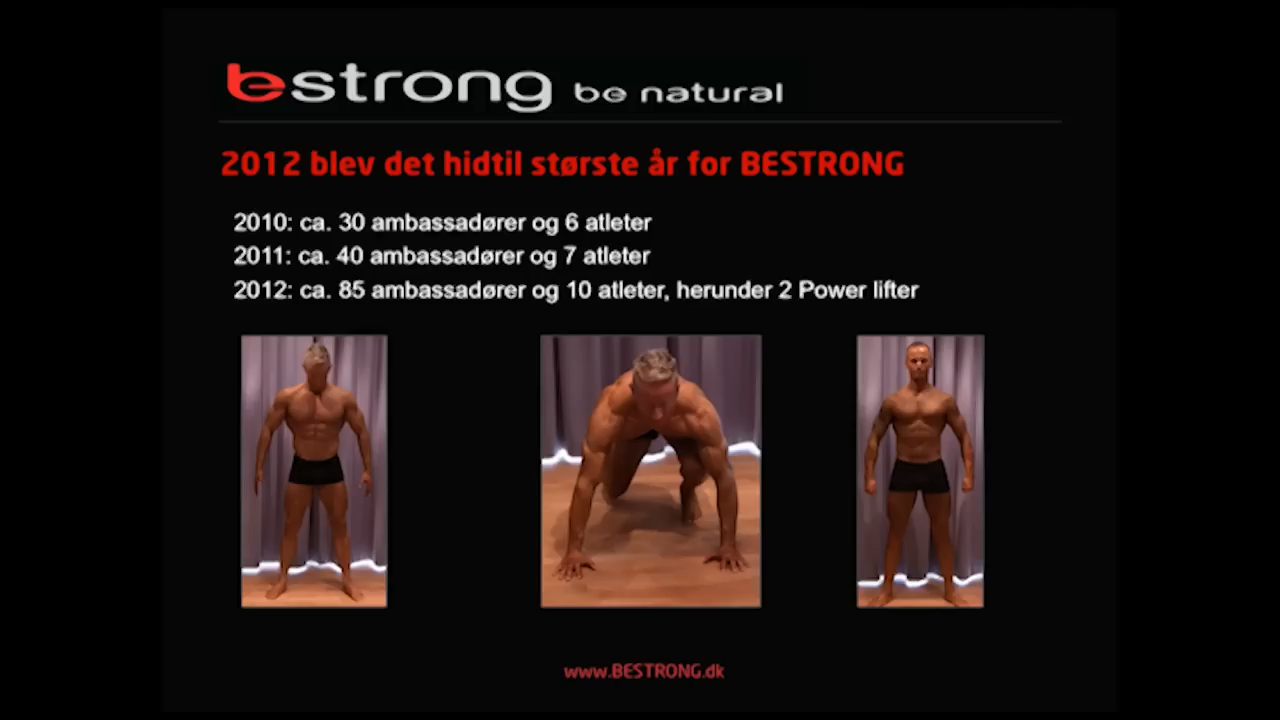 bestrong be natural
2012 blev det hidtil største år for BESTRONG
2010: ca. 30 ambassadører og 6 atleter
2011: ca. 40 ambassadører og 7 atleter
2012: ca. 85 ambassadører og 10 atleter, herunder 2 Power lifter
www.BESTRONG.dk